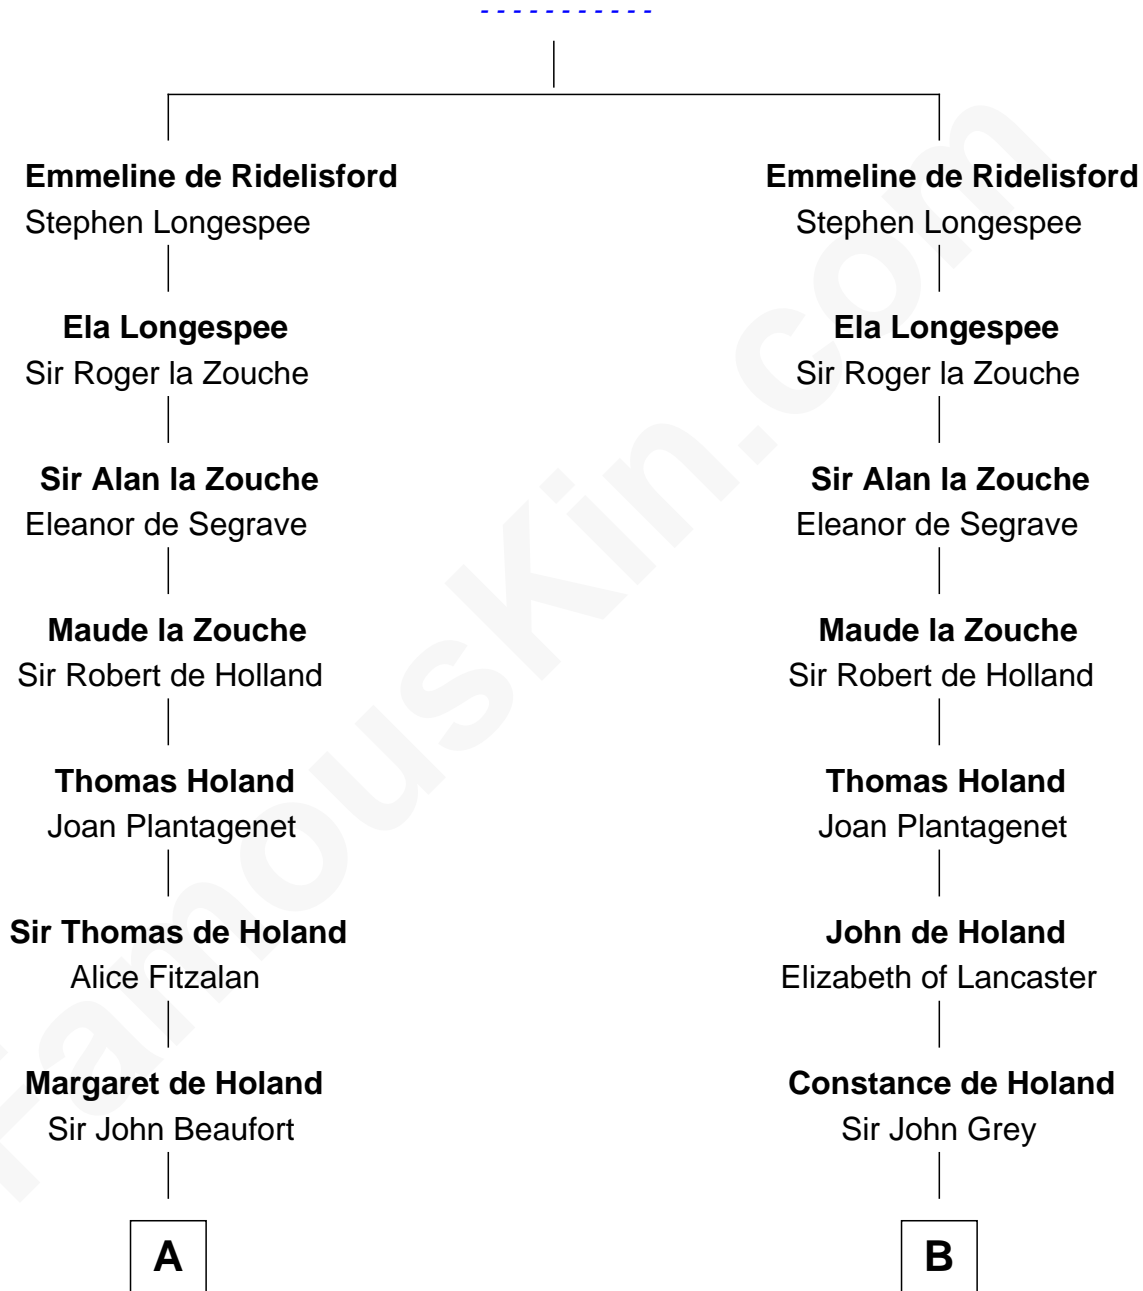 - - - - - - - - - - -
Emmeline de Ridelisford
Stephen Longespee
Ela Longespee
Sir Roger la Zouche
Sir Alan la Zouche
Eleanor de Segrave
Maude la Zouche
Sir Robert de Holland
Thomas Holand
Joan Plantagenet
Sir Thomas de Holand
Alice Fitzalan
Margaret de Holand
Sir John Beaufort
A
Emmeline de Ridelisford
Stephen Longespee
Ela Longespee
Sir Roger la Zouche
Sir Alan la Zouche
Eleanor de Segrave
Maude la Zouche
Sir Robert de Holland
Thomas Holand
Joan Plantagenet
John de Holand
Elizabeth of Lancaster
Constance de Holand
Sir John Grey
B
FamousKin.com